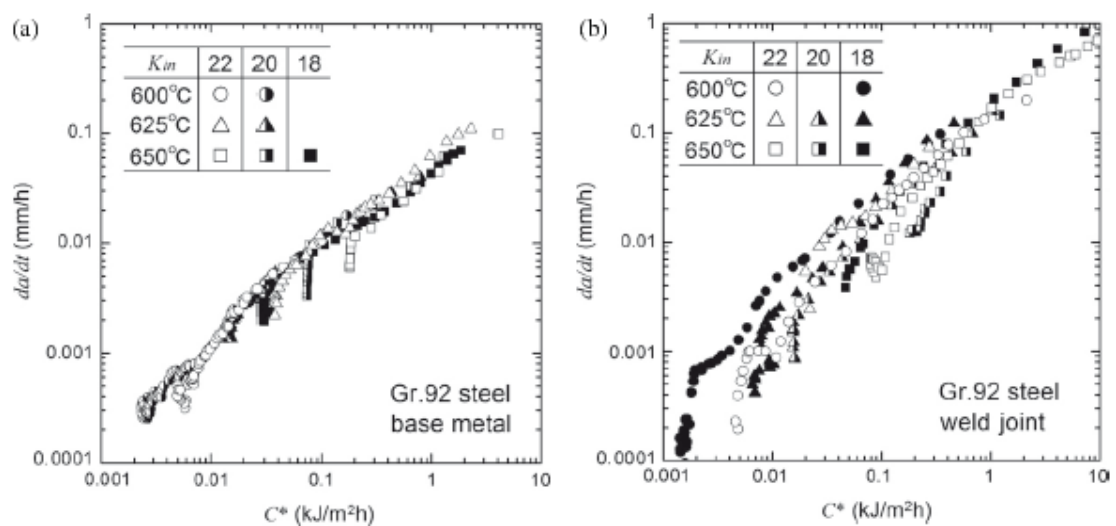 (a)
1
Kin 22 20 18
600°C
625°C
650°C
0.1
0.01
0.001
0.0001
da/dt (mm/h)
Gr.92 steel
base metal
0.001 0.01 0.1 1 10
C* (kJ/m²h)
(b)
1
Kin 22 20 18
600°C
625°C
650°C
0.1
0.01
0.001
0.0001
da/dt (mm/h)
Gr.92 steel
weld joint
0.001 0.01 0.1 1 10
C* (kJ/m²h)